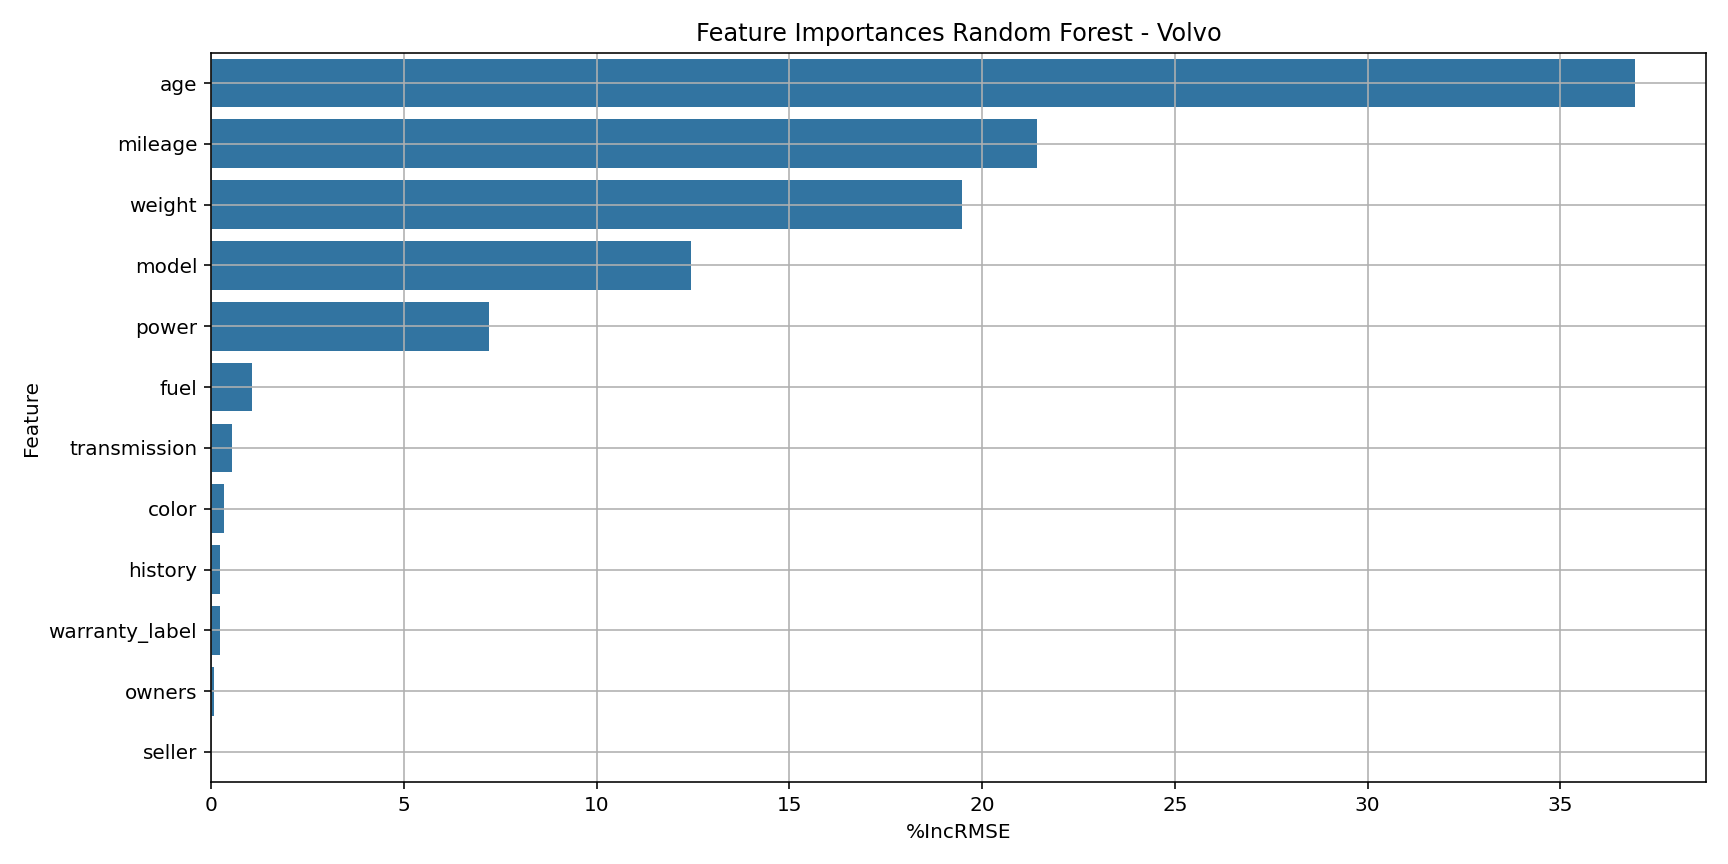 Feature Importances Random Forest - Volvo
Feature
age
mileage
weight
model
power
fuel
transmission
color
history
warranty_label
owners
seller
0 5 10 15 20 25 30 35
%IncRMSE